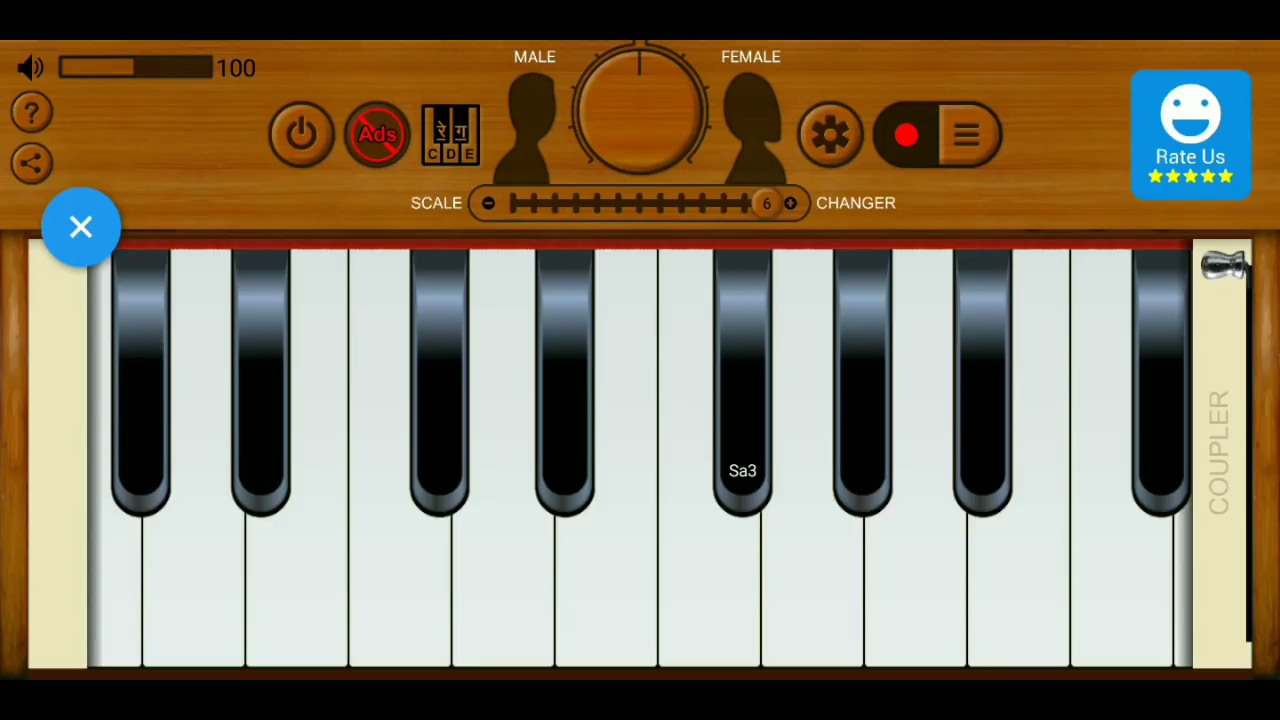 100
MALE
FEMALE
?
Ads
रे ग
C D E
Rate Us
SCALE
6
CHANGER
Sa3
COUPLER